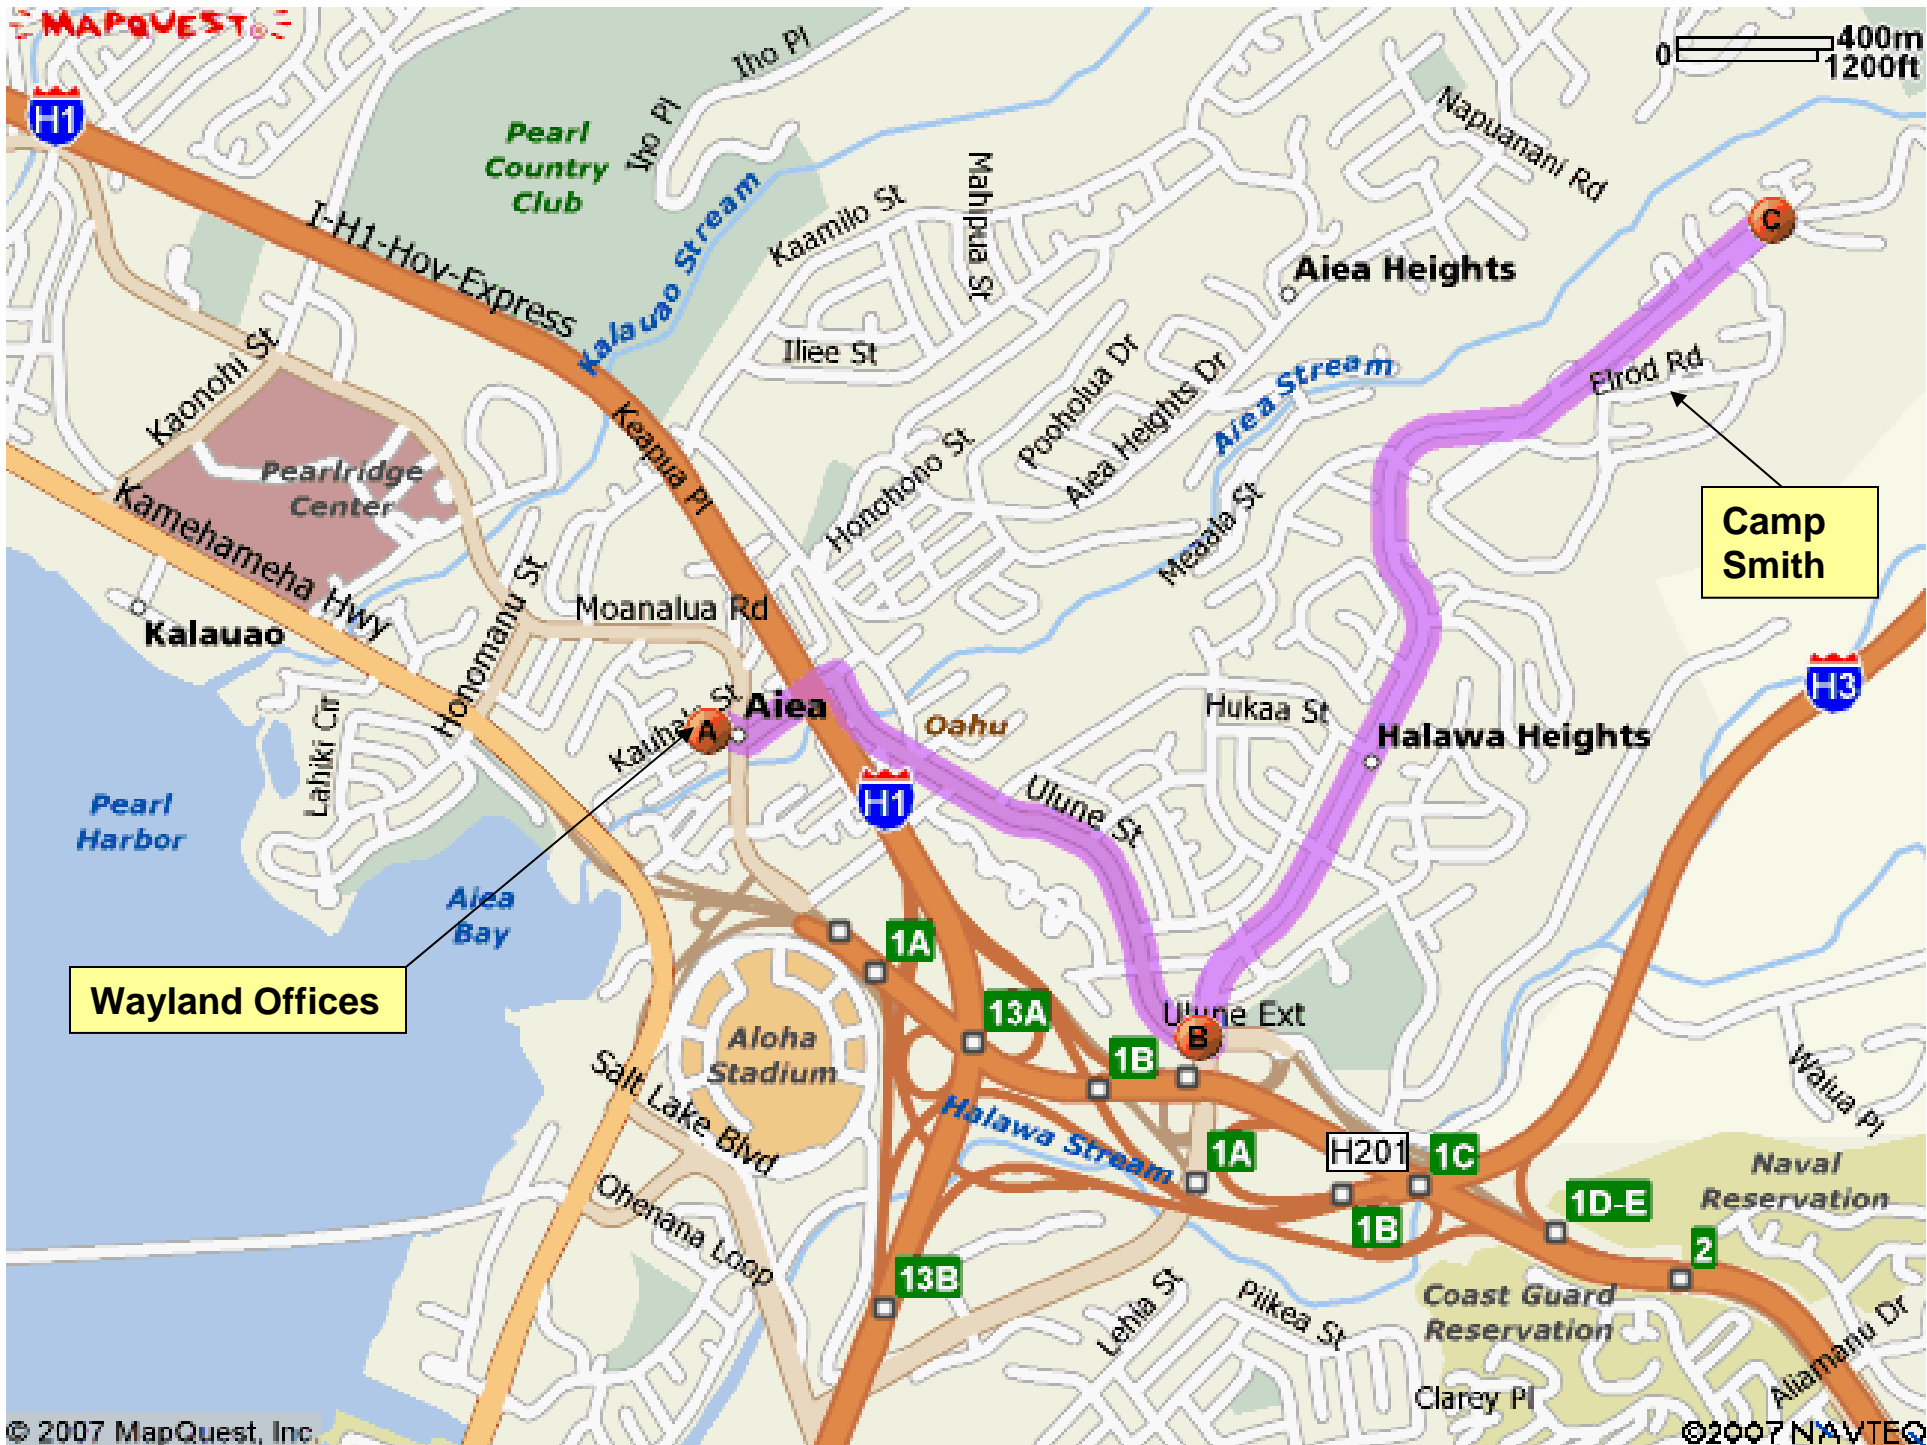 MAPQUEST
0
400m
1200ft
H1
Iho Pl
Iho Pl
Pearl
Country
Club
Napuanani Rd
I-H1-Hov-Express
Kalauao Stream
Kaamilo St
Mahipua St
C
Aiea Heights
Iliee St
Kaonohi St
Poohoiua Dr
Aiea Heights Dr
Aiea Stream
Elrod Rd
Keapua Pl
Pearlridge
Center
Honohono St
Kamehameha Hwy
Meaala St
Camp
Smith
Honomanu St
Moanalua Rd
Kalauao
H3
Lahiki Cir
A
Aiea
Oahu
Hukaa St
Halawa Heights
Pearl
Harbor
H1
Ulune St
Aiea
Bay
1A
Wayland Offices
13A
Ulune Ext
B
Aloha
Stadium
1B
Salt Lake Blvd
Halawa Stream
1A
H201
1C
Naval
Reservation
Ohenana Loop
1D-E
1B
2
13B
Lehia St
Piikea St
Coast Guard
Reservation
Clarey Pl
Aliamanu Dr
© 2007 MapQuest, Inc.
©2007 NAVTEQ